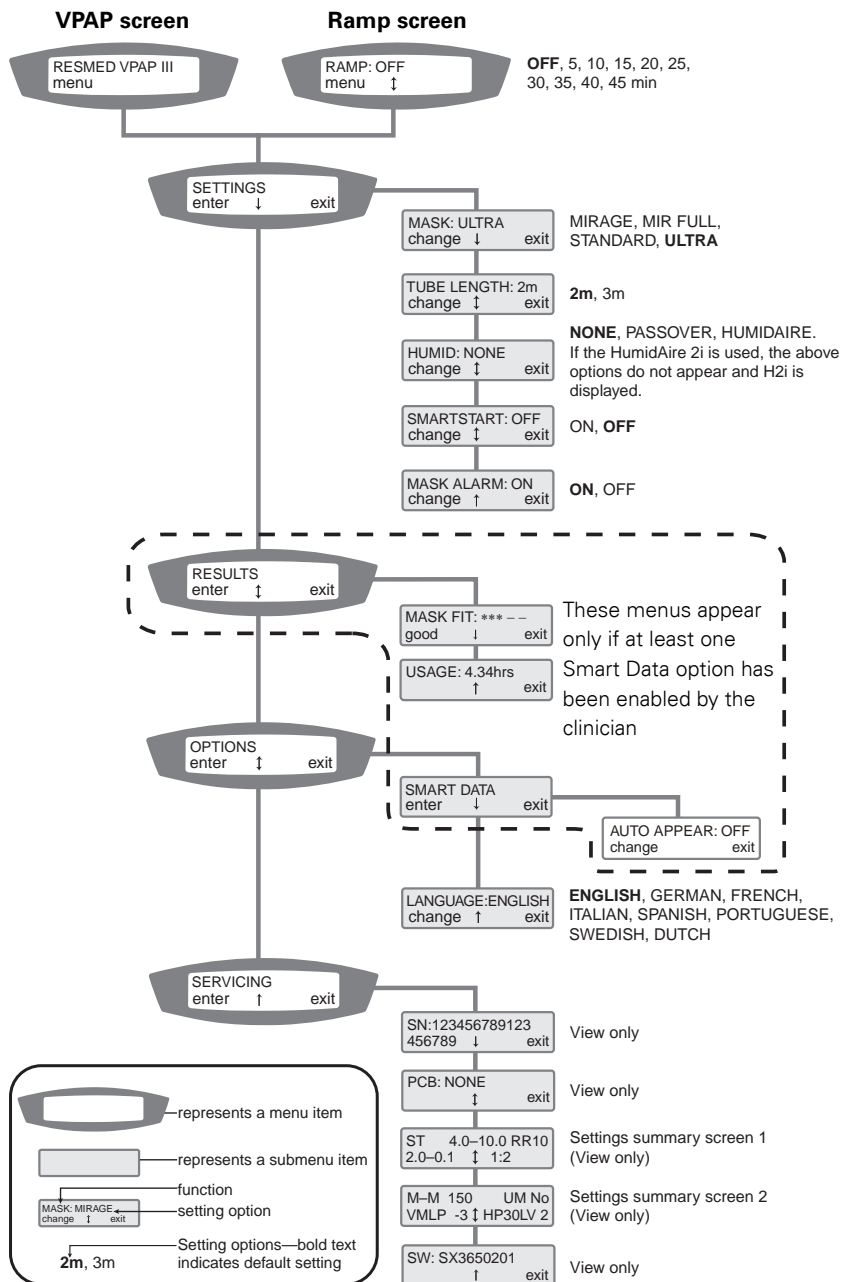 VPAP screen
Ramp screen
RESMED VPAP III
menu
RAMP: OFF
menu ↕
OFF, 5, 10, 15, 20, 25,
30, 35, 40, 45 min
SETTINGS
enter ↓ exit
MASK: ULTRA
change ↓ exit
MIRAGE, MIR FULL,
STANDARD, ULTRA
TUBE LENGTH: 2m
change ↕ exit
2m, 3m
HUMID: NONE
change ↕ exit
NONE, PASSOVER, HUMIDAIRE.
If the HumidAire 2i is used, the above
options do not appear and H2i is
displayed.
SMARTSTART: OFF
change ↕ exit
ON, OFF
MASK ALARM: ON
change ↑ exit
ON, OFF
RESULTS
enter ↕ exit
MASK FIT: *** – –
good ↓ exit
USAGE: 4.34hrs
↑ exit
These menus appear
only if at least one
Smart Data option has
been enabled by the
clinician
OPTIONS
enter ↕ exit
SMART DATA
enter ↓ exit
AUTO APPEAR: OFF
change exit
LANGUAGE:ENGLISH
change ↑ exit
ENGLISH, GERMAN, FRENCH,
ITALIAN, SPANISH, PORTUGUESE,
SWEDISH, DUTCH
SERVICING
enter ↑ exit
SN:123456789123
456789 ↓ exit
View only
PCB: NONE
↕ exit
View only
ST 4.0–10.0 RR10
2.0–0.1 ↕ 1:2
Settings summary screen 1
(View only)
M–M 150 UM No
VMLP -3 ↕ HP30LV 2
Settings summary screen 2
(View only)
SW: SX3650201
↑ exit
View only
represents a menu item
represents a submenu item
function
MASK: MIRAGE
change ↕ exit
setting option
2m, 3m
Setting options—bold text
indicates default setting